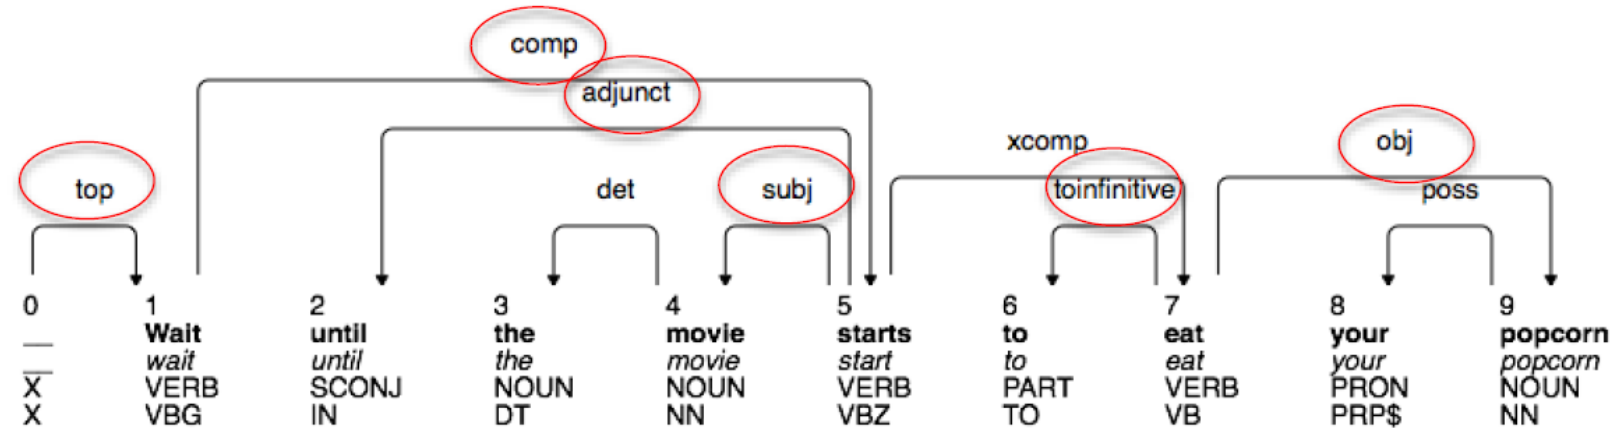 comp
adjunct
xcomp obj
top det subj toinfinitive poss
0 1 2 3 4 5 6 7 8 9
__ Wait until the movie starts to eat your popcorn
__ wait until the movie start to eat your popcorn
X VERB SCONJ NOUN NOUN VERB PART VERB PRON NOUN
X VBG IN DT NN VBZ TO VB PRP$ NN